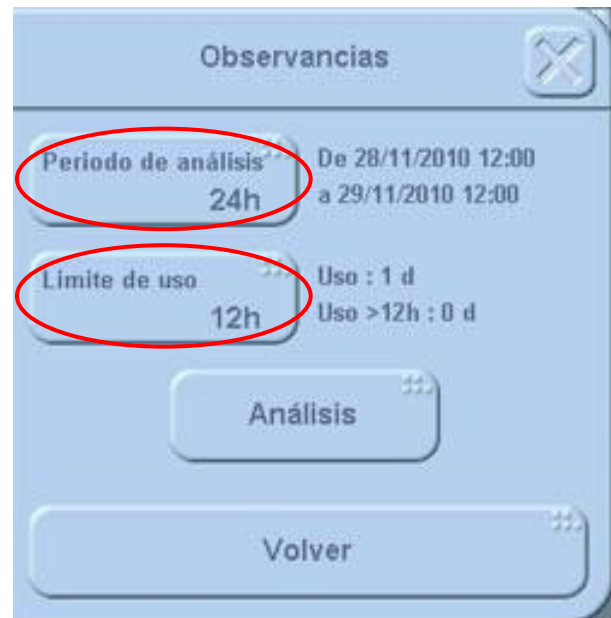 Observancias
Periodo de análisis
24h
De 28/11/2010 12:00
a 29/11/2010 12:00
Limite de uso
12h
Uso : 1 d
Uso >12h : 0 d
Análisis
Volver